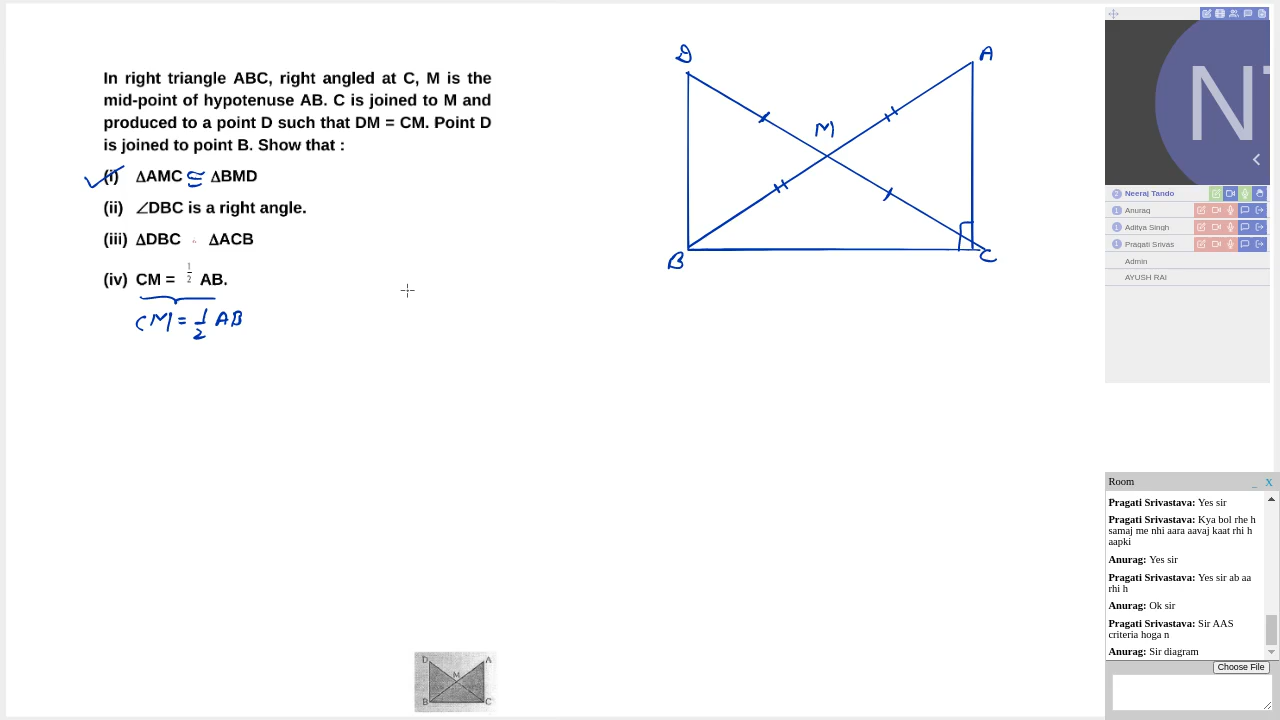 In right triangle ABC, right angled at C, M is the
mid-point of hypotenuse AB. C is joined to M and
produced to a point D such that DM = CM. Point D
is joined to point B. Show that :
(i) ΔAMC ≅ ΔBMD
(ii) ∠DBC is a right angle.
(iii) ΔDBC ΔACB
(iv) CM = 1/2 AB.
CM = 1/2 AB
D
A
M
B
C
D A
M
B C
N
Neeraj Tando
1 Anuraq
1 Aditya Singh
1 Pragati Srivas
Admin
AYUSH RAI
Room _ X
Pragati Srivastava: Yes sir
Pragati Srivastava: Kya bol rhe h
samaj me nhi aara aavaj kaat rhi h
aapki
Anurag: Yes sir
Pragati Srivastava: Yes sir ab aa
rhi h
Anurag: Ok sir
Pragati Srivastava: Sir AAS
criteria hoga n
Anurag: Sir diagram
Choose File